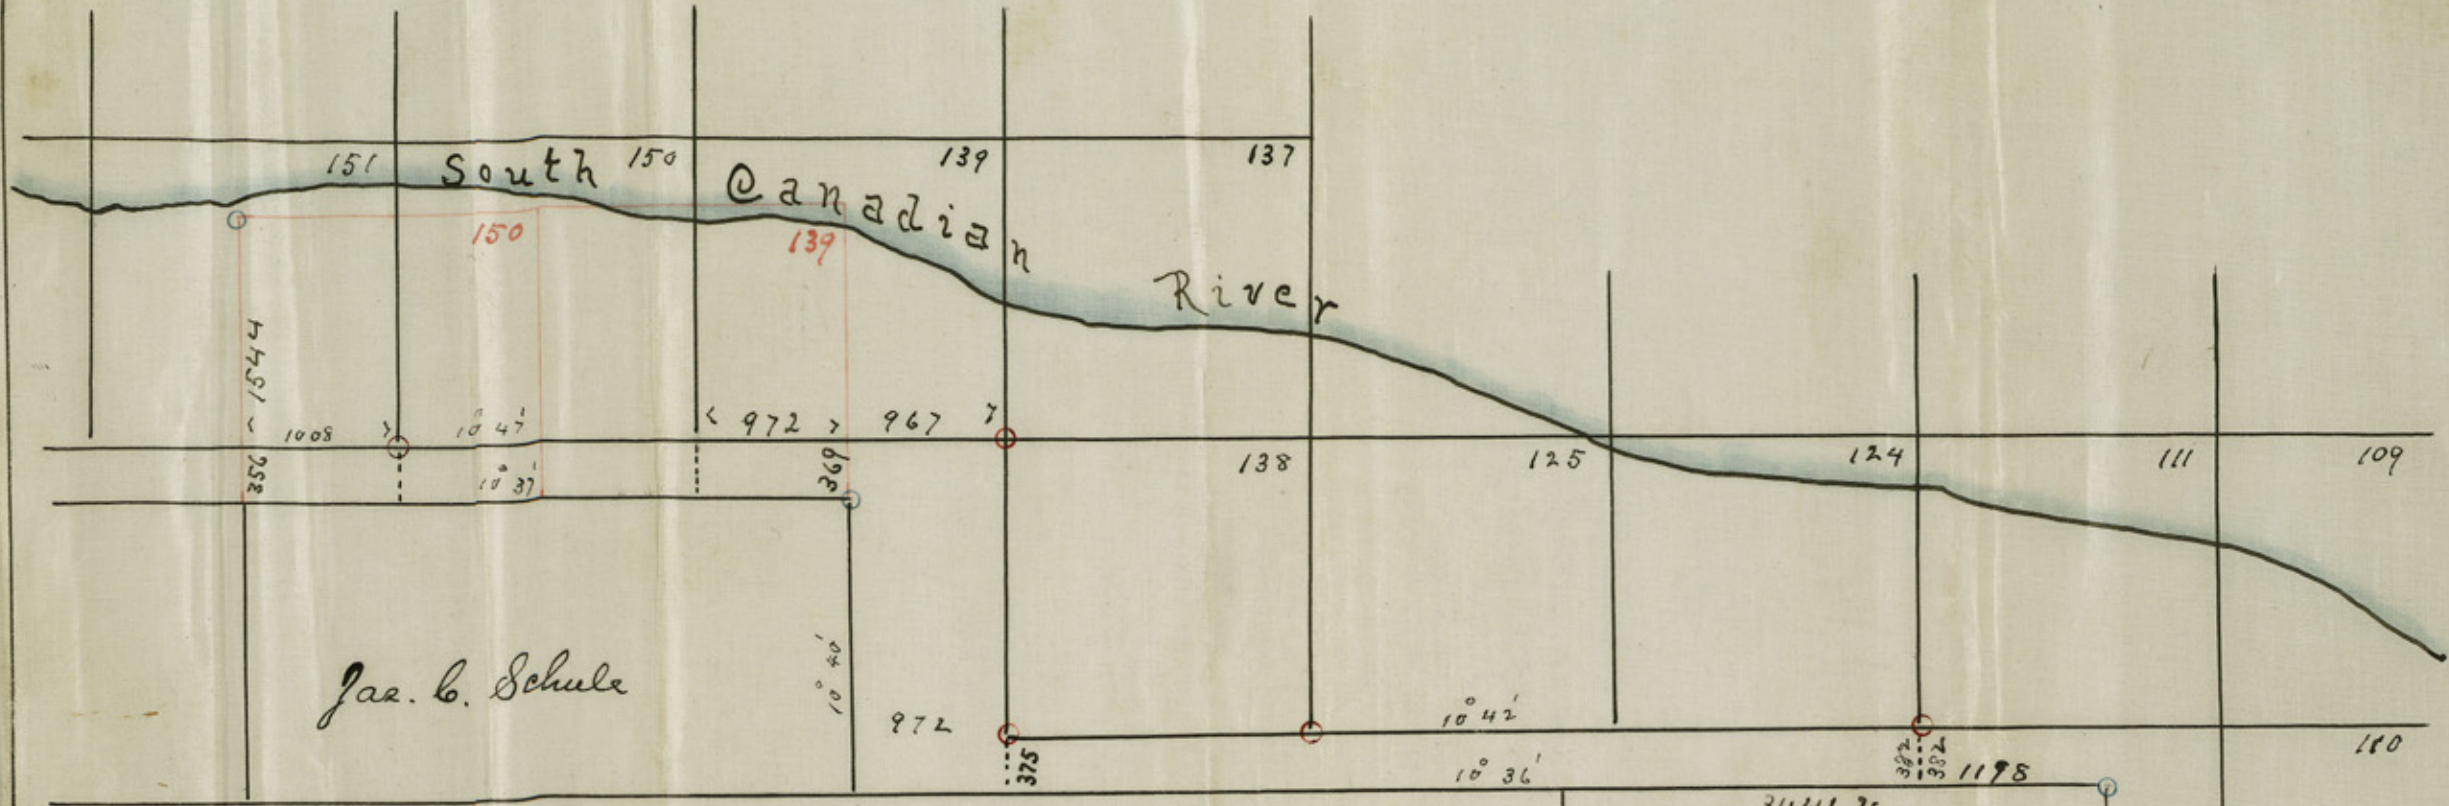 151 150 139 137
South Canadian River
150 139
1544
1008 10° 47' 972 967
356 10° 37' 369
138 125 124 111 109
Jas. C. Schule
10° 40'
972 10° 42'
375 10° 36' 382 382 1198
110